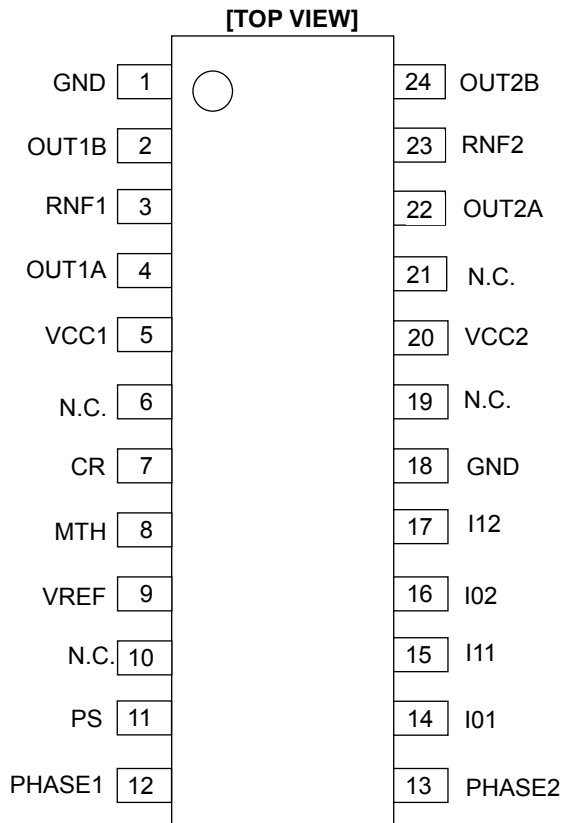 [TOP VIEW]
GND 1 24 OUT2B
OUT1B 2 23 RNF2
RNF1 3 22 OUT2A
OUT1A 4 21 N.C.
VCC1 5 20 VCC2
N.C. 6 19 N.C.
CR 7 18 GND
MTH 8 17 I12
VREF 9 16 I02
N.C. 10 15 I11
PS 11 14 I01
PHASE1 12 13 PHASE2